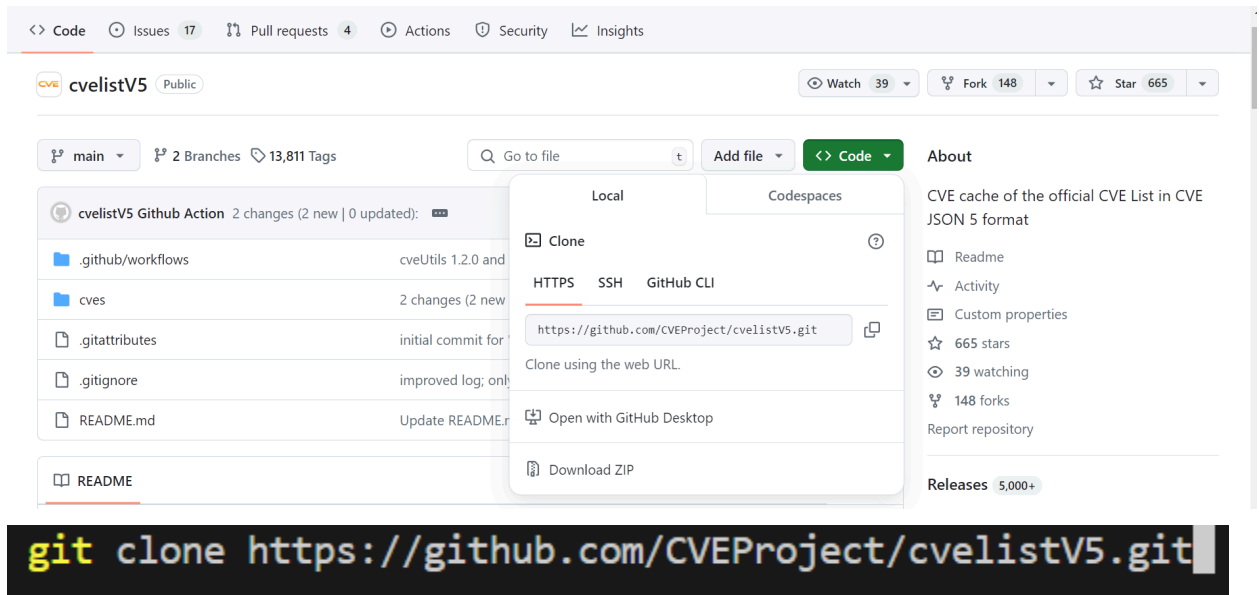 Code Issues 17 Pull requests 4 Actions Security Insights
CVE cvelistV5 Public Watch 39 Fork 148 Star 665
main 2 Branches 13,811 Tags Go to file t Add file <> Code
cvelistV5 Github Action 2 changes (2 new | 0 updated):
.github/workflows cveUtils 1.2.0 and
cves 2 changes (2 new
.gitattributes initial commit for
.gitignore improved log; only
README.md Update README.
README
Local Codespaces
Clone
HTTPS SSH GitHub CLI
https://github.com/CVEProject/cvelistV5.git
Clone using the web URL.
Open with GitHub Desktop
Download ZIP
About
CVE cache of the official CVE List in CVE
JSON 5 format
Readme
Activity
Custom properties
665 stars
39 watching
148 forks
Report repository
Releases 5,000+
git clone https://github.com/CVEProject/cvelistV5.git